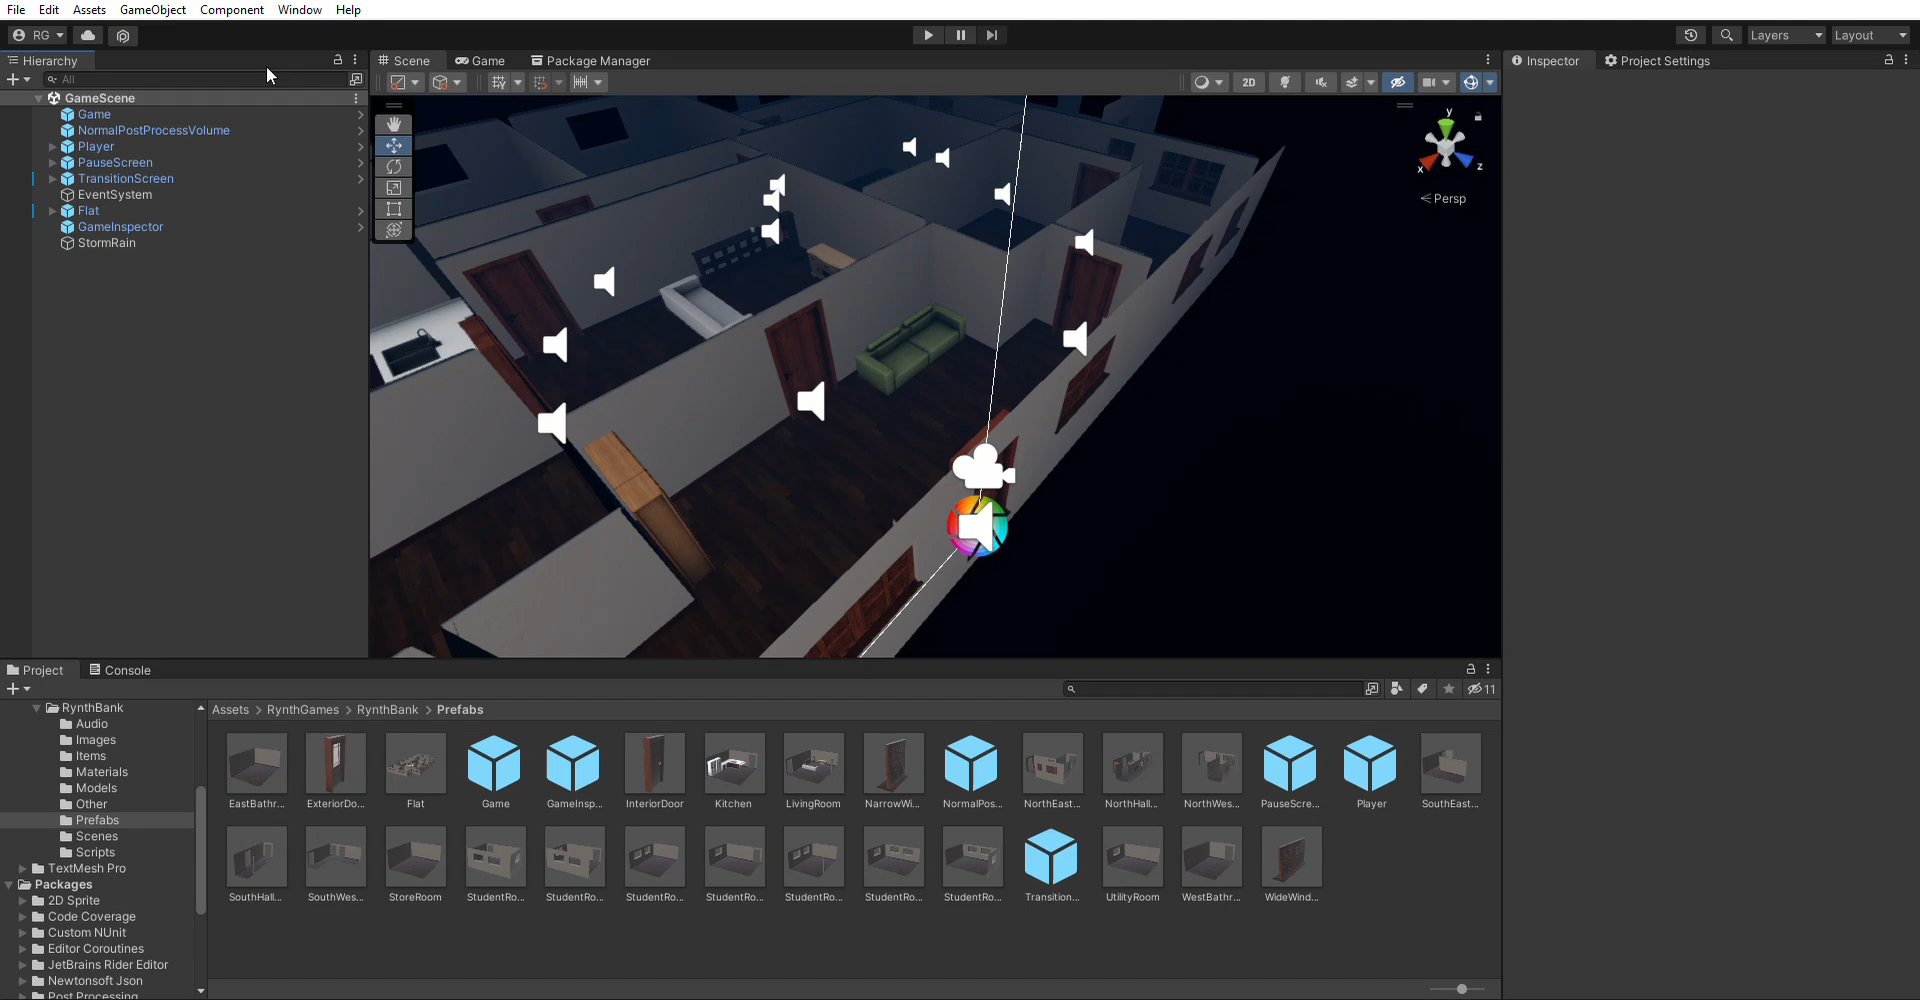 File Edit Assets GameObject Component Window Help
RG Layers Layout
Hierarchy Scene Game Package Manager Inspector Project Settings
All 2D
GameScene
Game
NormalPostProcessVolume
Player
PauseScreen
TransitionScreen
EventSystem
Flat
GameInspector
StormRain
y
x z
Persp
Project Console
11
RynthBank
Audio
Images
Items
Materials
Models
Other
Prefabs
Scenes
Scripts
TextMesh Pro
Packages
2D Sprite
Code Coverage
Custom NUnit
Editor Coroutines
JetBrains Rider Editor
Newtonsoft Json
Post Processing
Assets > RynthGames > RynthBank > Prefabs
EastBathr... ExteriorDo... Flat Game GameInsp... InteriorDoor Kitchen LivingRoom NarrowWi... NormalPos... NorthEast... NorthHall... NorthWes... PauseScre... Player SouthEast...
SouthHall... SouthWes... StoreRoom StudentRo... StudentRo... StudentRo... StudentRo... StudentRo... StudentRo... StudentRo... Transition... UtilityRoom WestBathr... WideWind...